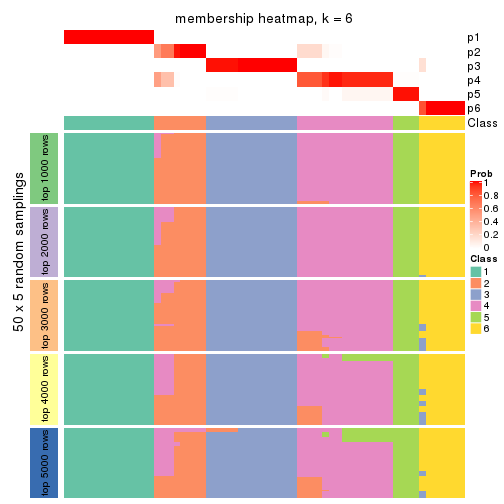 membership heatmap, k = 6
p1
p2
p3
p4
p5
p6
Class
50 x 5 random samplings
top 1000 rows
top 2000 rows
top 3000 rows
top 4000 rows
top 5000 rows
Prob
1
0.8
0.6
0.4
0.2
0
Class
1
2
3
4
5
6